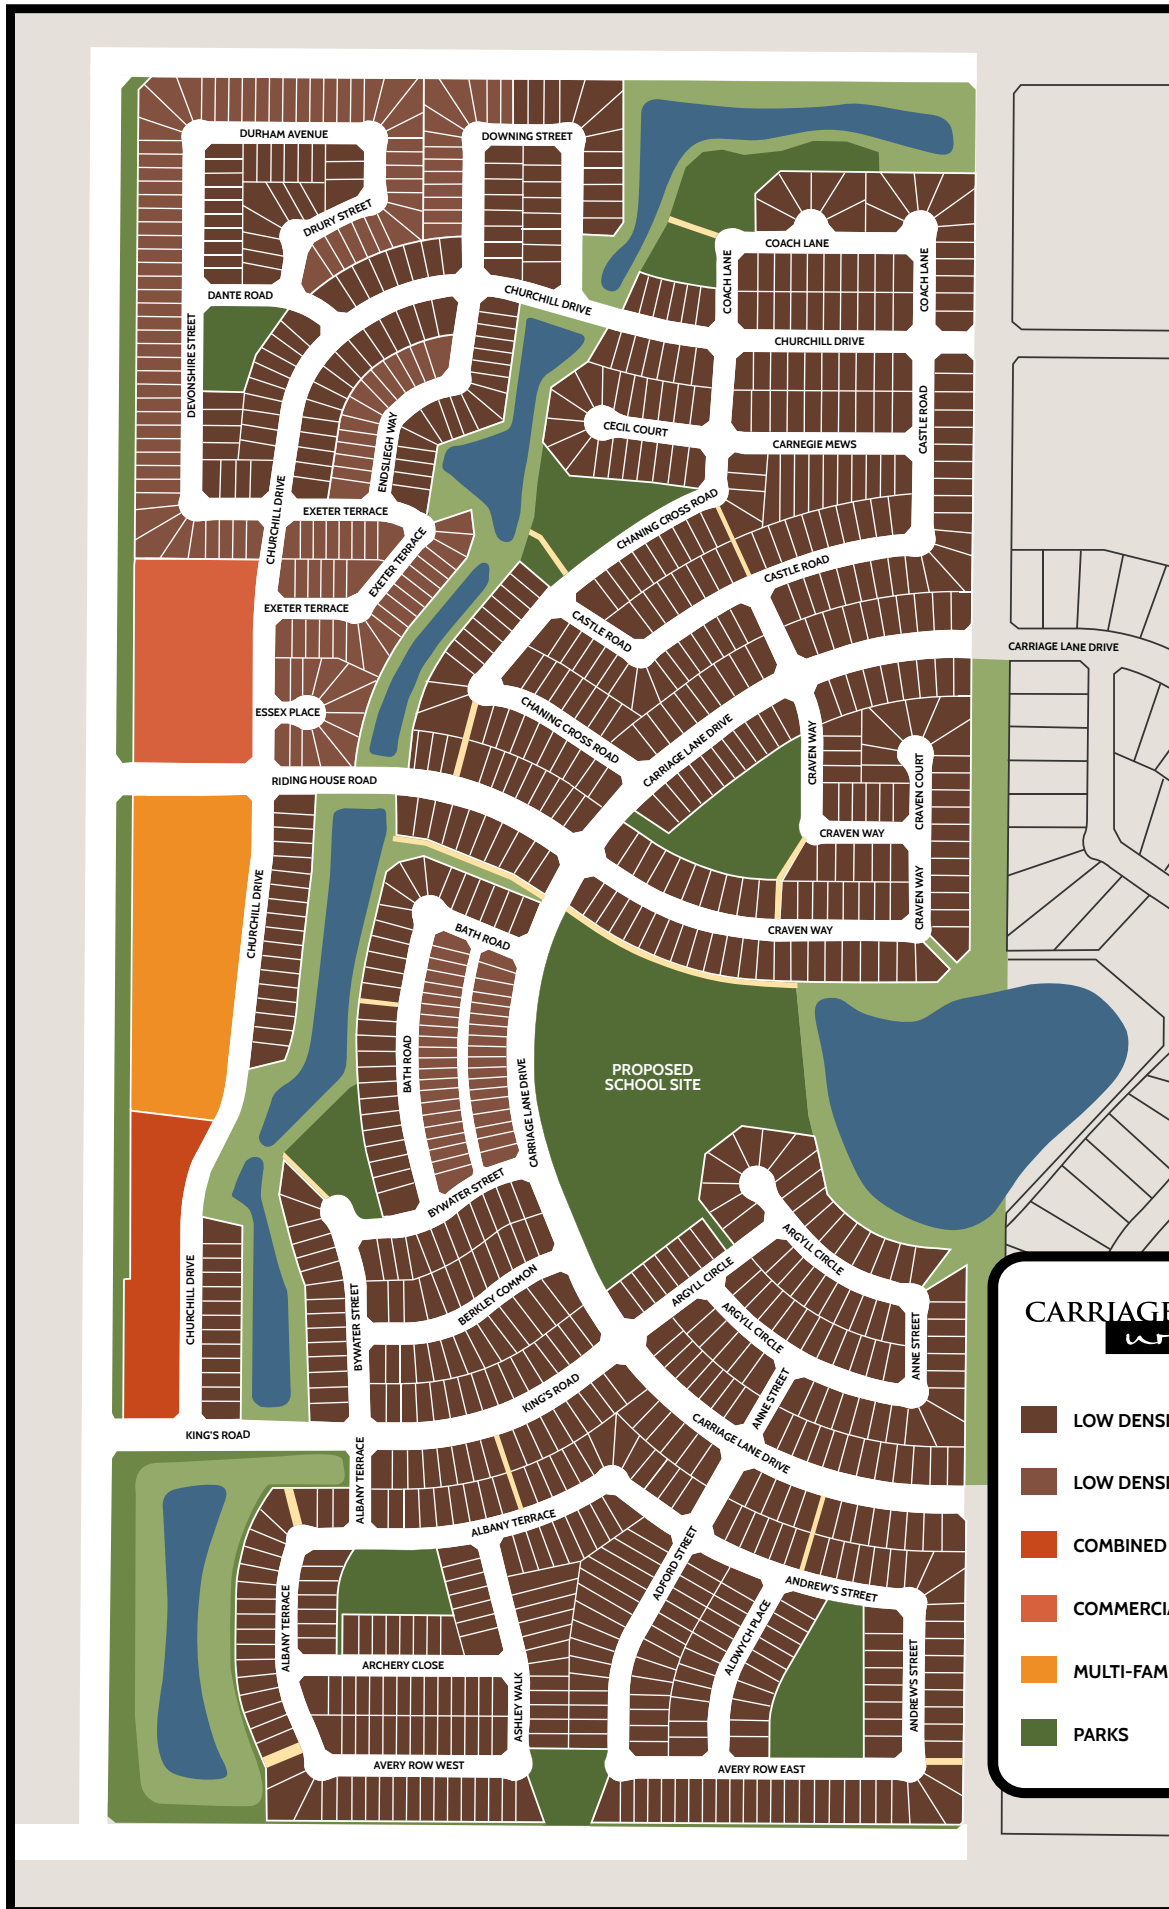 DURHAM AVENUE
DOWNING STREET
DRURY STREET
COACH LANE
COACH LANE
COACH LANE
DANTE ROAD
CHURCHILL DRIVE
DEVONSHIRE STREET
CHURCHILL DRIVE
CASTLE ROAD
CECIL COURT
CARNEGIE MEWS
ENDSLIEGH WAY
CHURCHILL DRIVE
EXETER TERRACE
CHANING CROSS ROAD
EXETER TERRACE
CASTLE ROAD
EXETER TERRACE
CASTLE ROAD
CARRIAGE LANE DRIVE
ESSEX PLACE
CHANING CROSS ROAD
CARRIAGE LANE DRIVE
CRAVEN WAY
RIDING HOUSE ROAD
CRAVEN COURT
CRAVEN WAY
CHURCHILL DRIVE
CRAVEN WAY
BATH ROAD
CRAVEN WAY
BATH ROAD
PROPOSED
SCHOOL SITE
CARRIAGE LANE DRIVE
BYWATER STREET
ARGYLL CIRCLE
ARGYLL CIRCLE
CHURCHILL DRIVE
BERKLEY COMMON
BYWATER STREET
ARGYLL CIRCLE
ANNE STREET
ANNE STREET
KING'S ROAD
KING'S ROAD
CARRIAGE LANE DRIVE
ALBANY TERRACE
ALBANY TERRACE
ADFORD STREET
ANDREW'S STREET
ALBANY TERRACE
ALDWYCH PLACE
ARCHERY CLOSE
ASHLEY WALK
ANDREW'S STREET
AVERY ROW WEST
AVERY ROW EAST
CARRIAGE
LOW DENSI
LOW DENSI
COMBINED
COMMERCIA
MULTI-FAM
PARKS